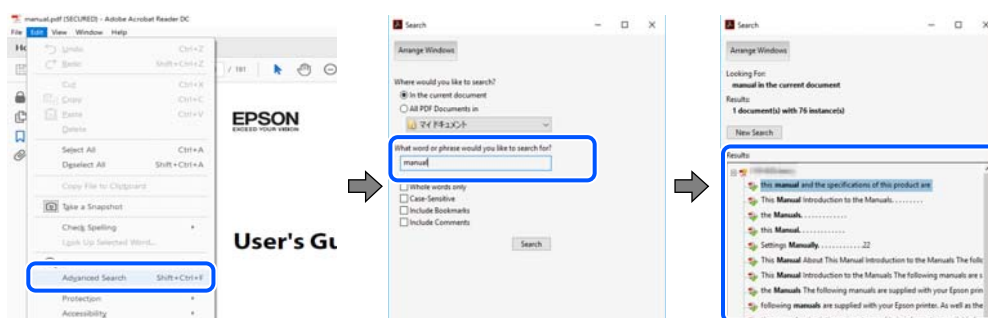 manual.pdf (SECURED) - Adobe Acrobat Reader DC
File Edit View Window Help
Undo Ctrl+Z
Redo Shift+Ctrl+Z
Cut Ctrl+X
Copy Ctrl+C
Paste Ctrl+V
Delete
Select All Ctrl+A
Deselect All Shift+Ctrl+A
Copy File to Clipboard
Take a Snapshot
Check Spelling
Look Up Selected Word...
Advanced Search Shift+Ctrl+F
Protection
Accessibility
/ 191
EPSON
EXCEED YOUR VISION
User's Gu
Search
Arrange Windows
Where would you like to search?
In the current document
All PDF Documents in
マイドキュメント
What word or phrase would you like to search for?
manual
Whole words only
Case-Sensitive
Include Bookmarks
Include Comments
Search
Search
Arrange Windows
Looking For:
manual in the current document
Results:
1 document(s) with 76 instance(s)
New Search
Results
this manual and the specifications of this product are
This Manual Introduction to the Manuals.........
the Manuals.............
this Manual.............
Settings Manually.............22
This Manual About This Manual Introduction to the Manuals The follo
This Manual Introduction to the Manuals The following manuals are s
the Manuals The following manuals are supplied with your Epson prin
following manuals are supplied with your Epson printer. As well as the